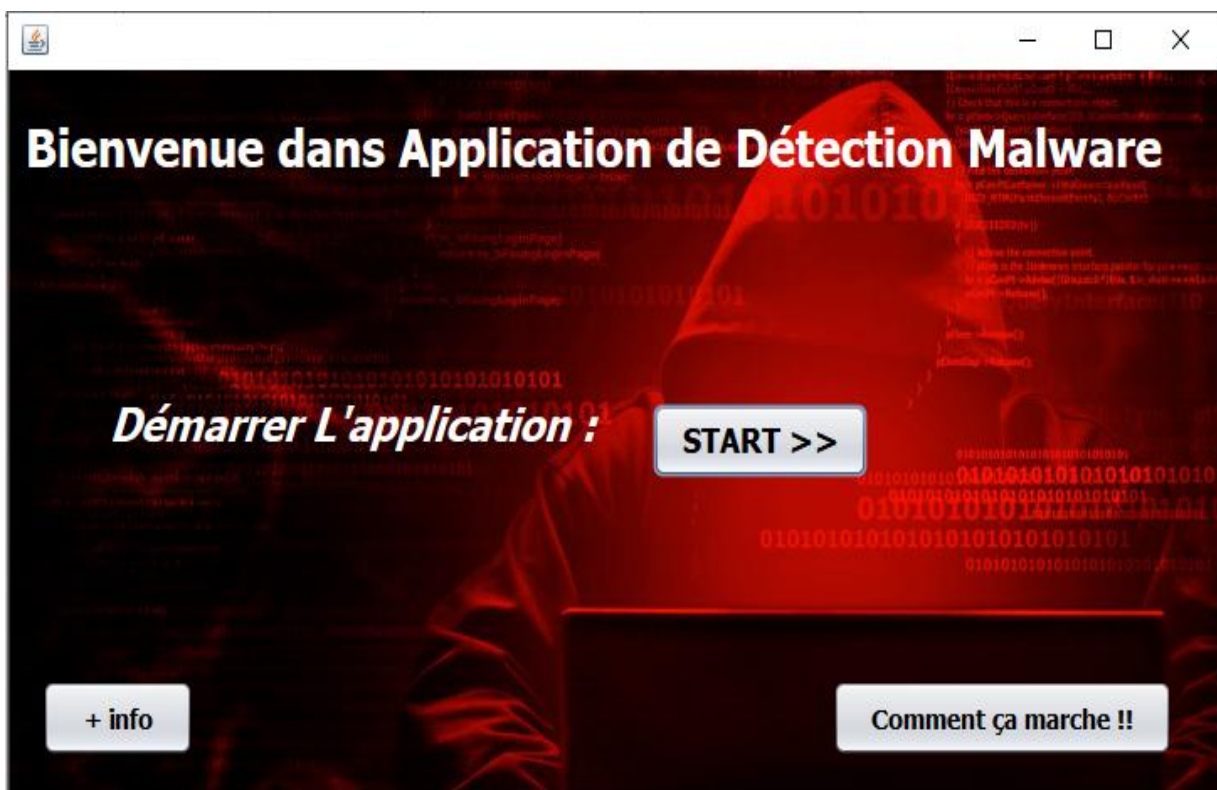 Bienvenue dans Application de Détection Malware
Démarrer L'application :
START >>
+ info
Comment ça marche !!